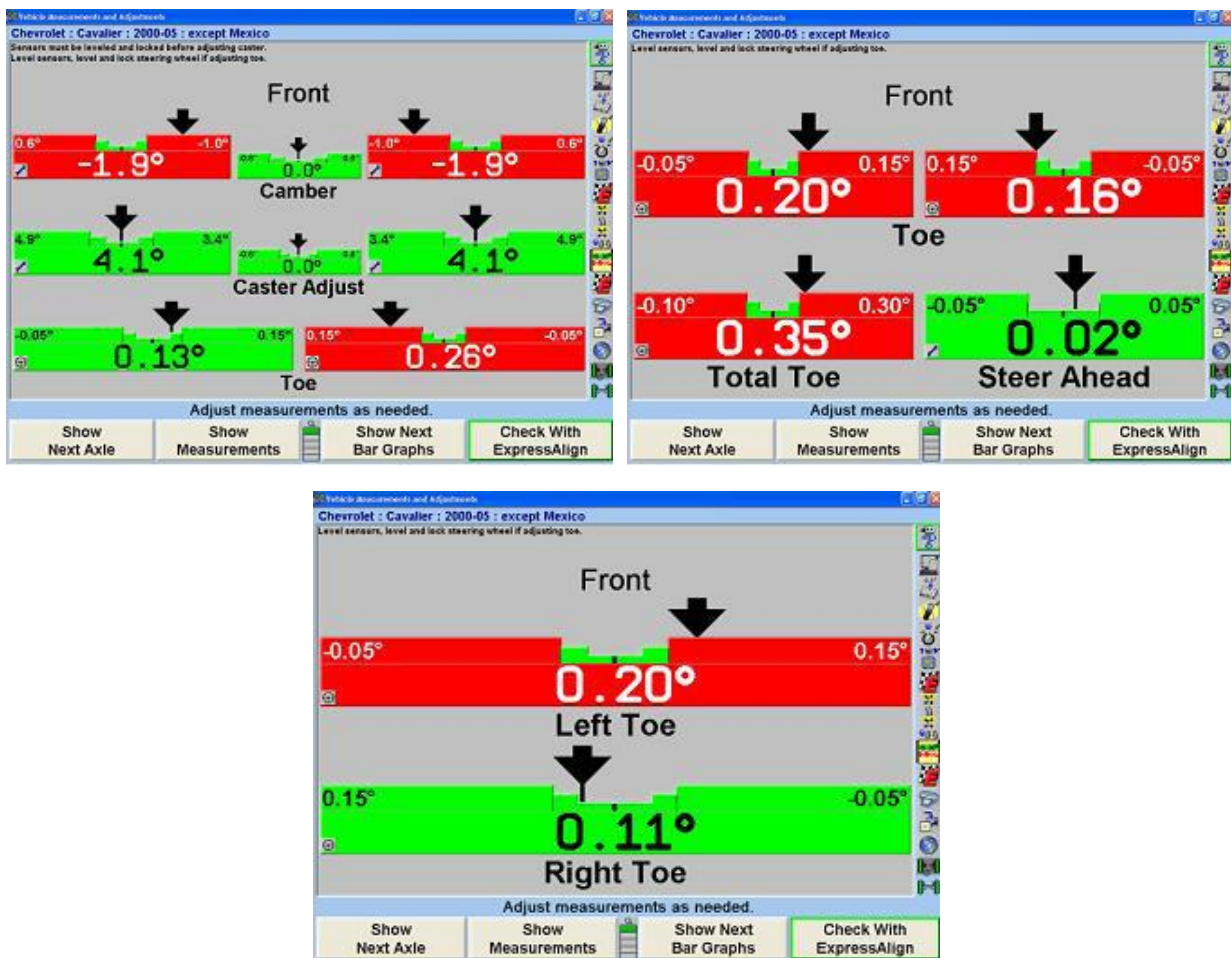 Vehicle Measurements and Adjustments
Chevrolet : Cavalier : 2000-05 : except Mexico
Sensors must be leveled and locked before adjusting caster.
Level sensors, level and lock steering wheel if adjusting toe.
Front
0.6° -1.0° -1.0° 0.6°
-1.9° 0.0° -1.9°
Camber
4.9° 3.4° 3.4° 4.9°
4.1° 0.0° 4.1°
Caster Adjust
-0.05° 0.15° 0.15° -0.05°
0.13° 0.26°
Toe
Adjust measurements as needed.
Show Next Axle Show Measurements Show Next Bar Graphs Check With ExpressAlign
Vehicle Measurements and Adjustments
Chevrolet : Cavalier : 2000-05 : except Mexico
Level sensors, level and lock steering wheel if adjusting toe.
Front
-0.05° 0.15° 0.15° -0.05°
0.20° 0.16°
Toe
-0.10° 0.30° -0.05° 0.05°
0.35° 0.02°
Total Toe Steer Ahead
Adjust measurements as needed.
Show Next Axle Show Measurements Show Next Bar Graphs Check With ExpressAlign
Vehicle Measurements and Adjustments
Chevrolet : Cavalier : 2000-05 : except Mexico
Level sensors, level and lock steering wheel if adjusting toe.
Front
-0.05° 0.15°
0.20°
Left Toe
0.15° -0.05°
0.11°
Right Toe
Adjust measurements as needed.
Show Next Axle Show Measurements Show Next Bar Graphs Check With ExpressAlign